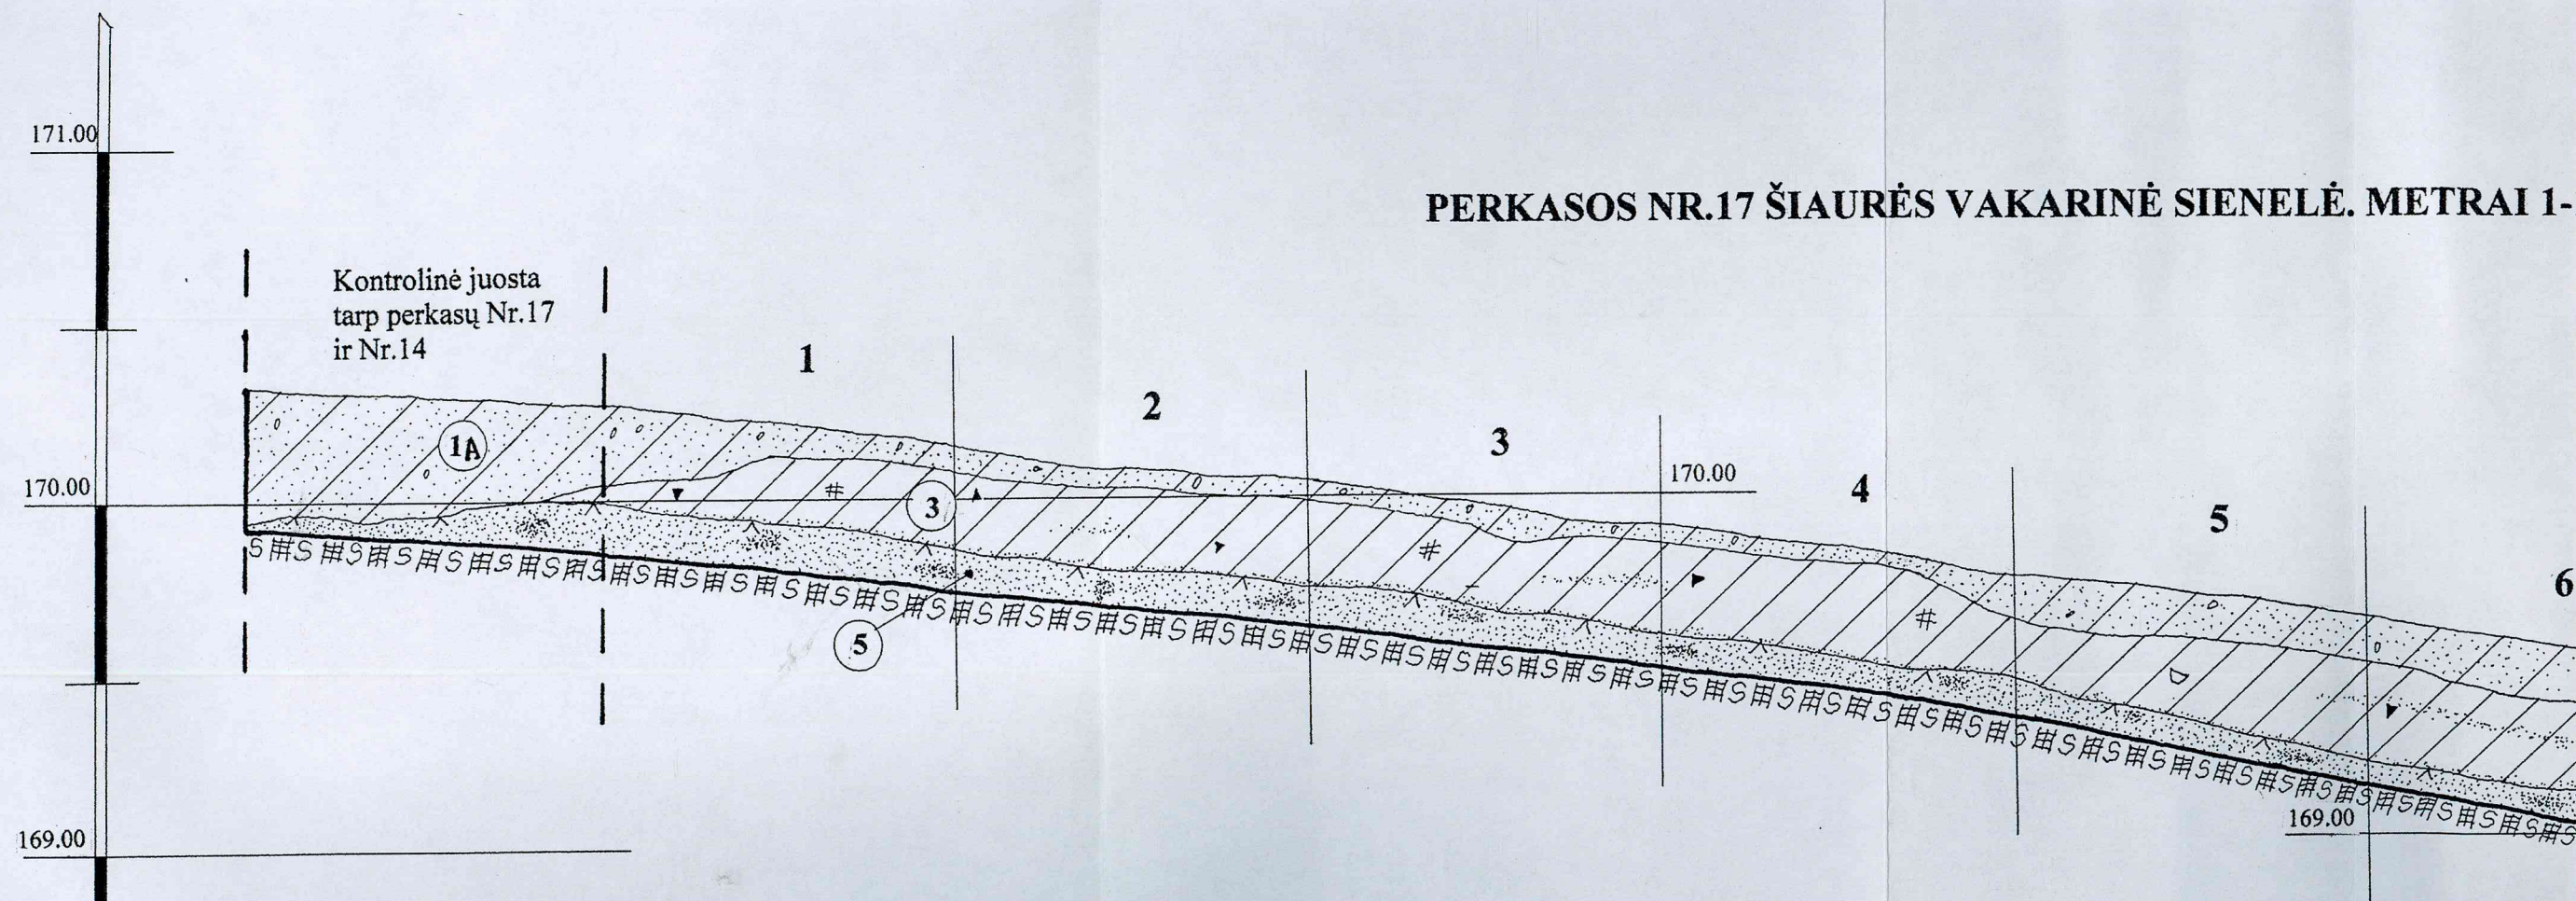 171.00
PERKASOS NR.17 ŠIAURĖS VAKARINĖ SIENELĖ. METRAI 1-
Kontrolinė juosta
tarp perkasų Nr.17
ir Nr.14
1
2
3
4
5
6
1A
170.00
170.00
3
5
169.00
169.00